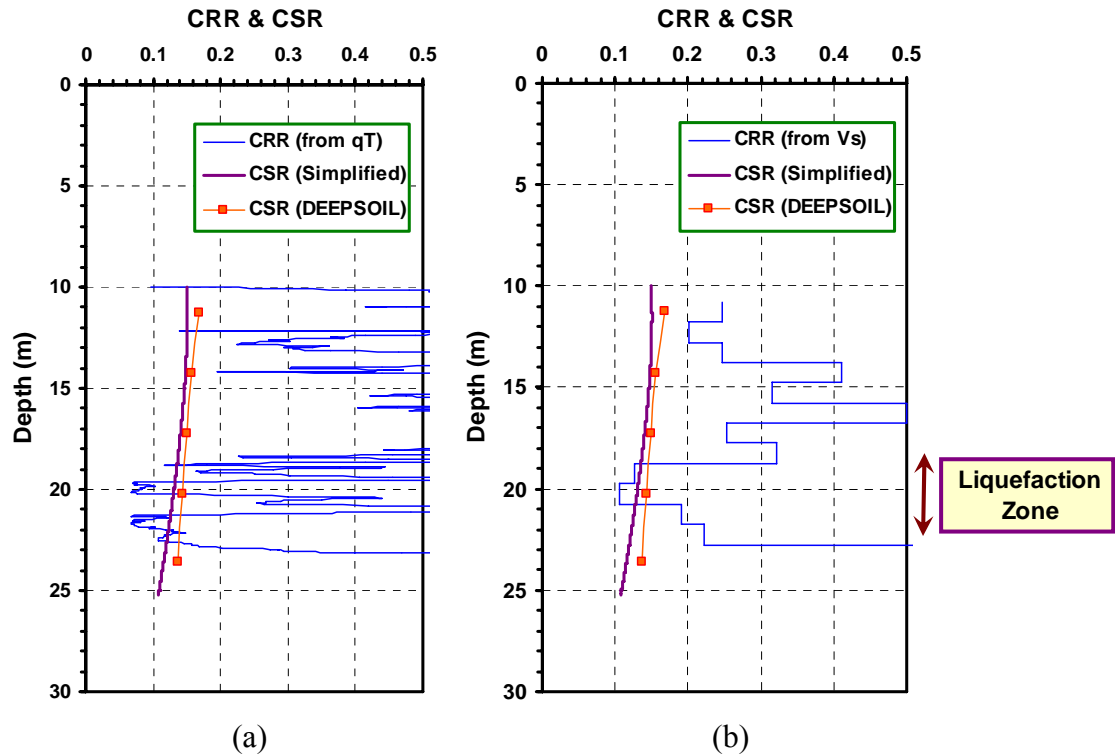 CRR & CSR
0 0.1 0.2 0.3 0.4 0.5
0
5
10
15
20
25
30
Depth (m)
CRR (from qT)
CSR (Simplified)
CSR (DEEPSOIL)
(a)
CRR & CSR
0 0.1 0.2 0.3 0.4 0.5
0
5
10
15
20
25
30
Depth (m)
CRR (from Vs)
CSR (Simplified)
CSR (DEEPSOIL)
Liquefaction
Zone
(b)